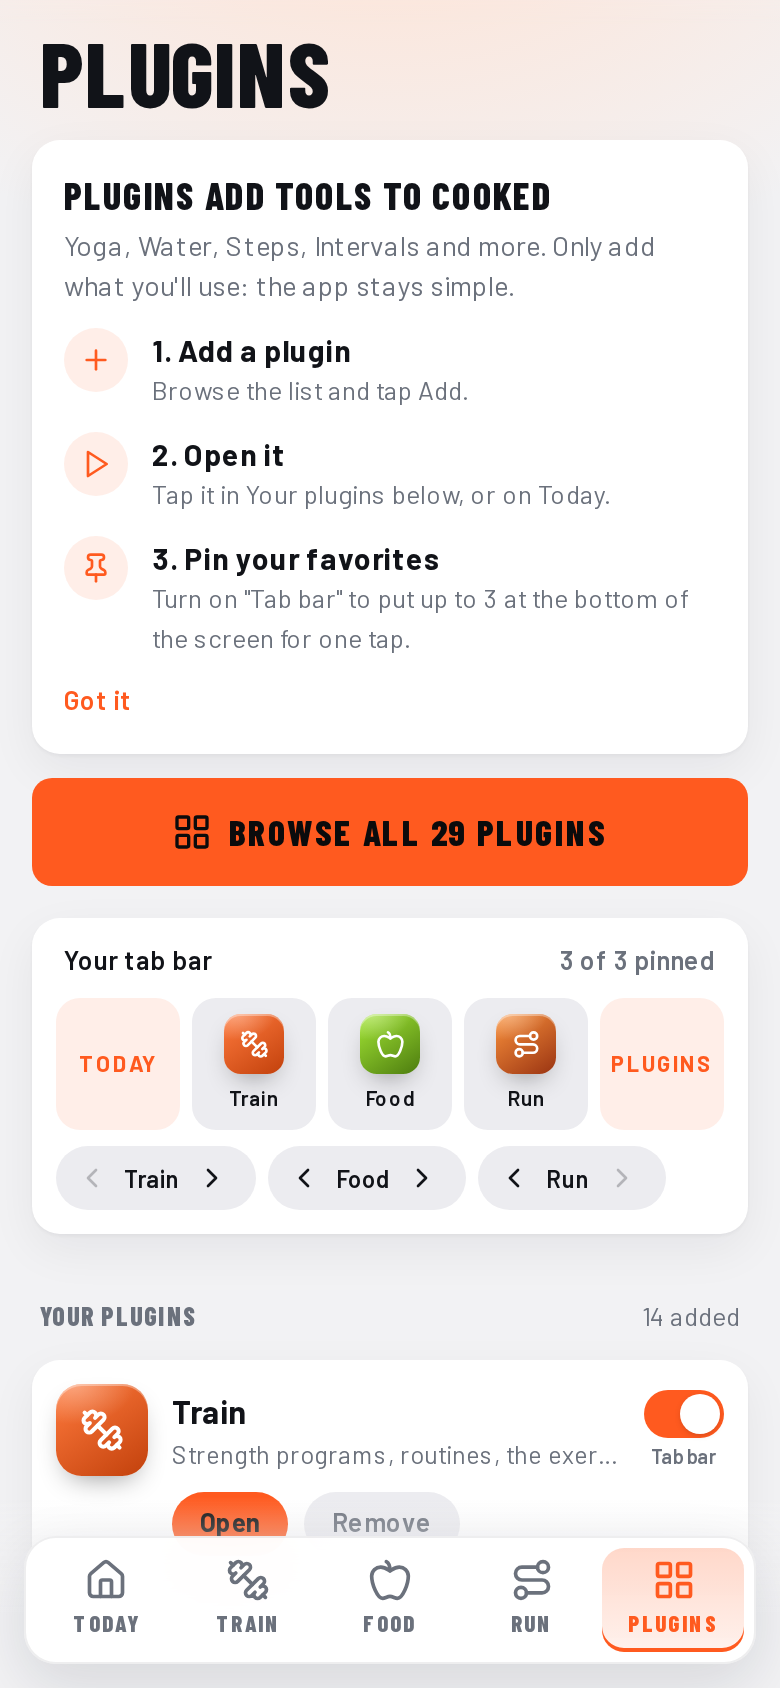 PLUGINS
PLUGINS ADD TOOLS TO COOKED
Yoga, Water, Steps, Intervals and more. Only add
what you'll use: the app stays simple.
1. Add a plugin
Browse the list and tap Add.
2. Open it
Tap it in Your plugins below, or on Today.
3. Pin your favorites
Turn on "Tab bar" to put up to 3 at the bottom of
the screen for one tap.
Got it
BROWSE ALL 29 PLUGINS
Your tab bar 3 of 3 pinned
TODAY Train Food Run PLUGINS
Train Food Run
YOUR PLUGINS 14 added
Train
Strength programs, routines, the exer... Tab bar
Open Remove
TODAY TRAIN FOOD RUN PLUGINS